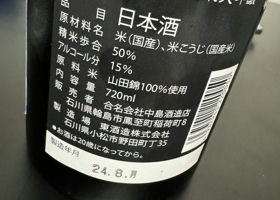 品目 日本酒
原材料名 米(国産)、米こうじ(国産米)
精米歩合 50%
アルコール分 15%
原料米 山田錦100%使用
内容量 720ml
販売者 合名会社中島酒造店
石川県輪島市鳳至町稲荷町8
製造場 東酒造株式会社
石川県小松市野田町丁35
●お酒は20歳になってから。
製造年月
24.8.月